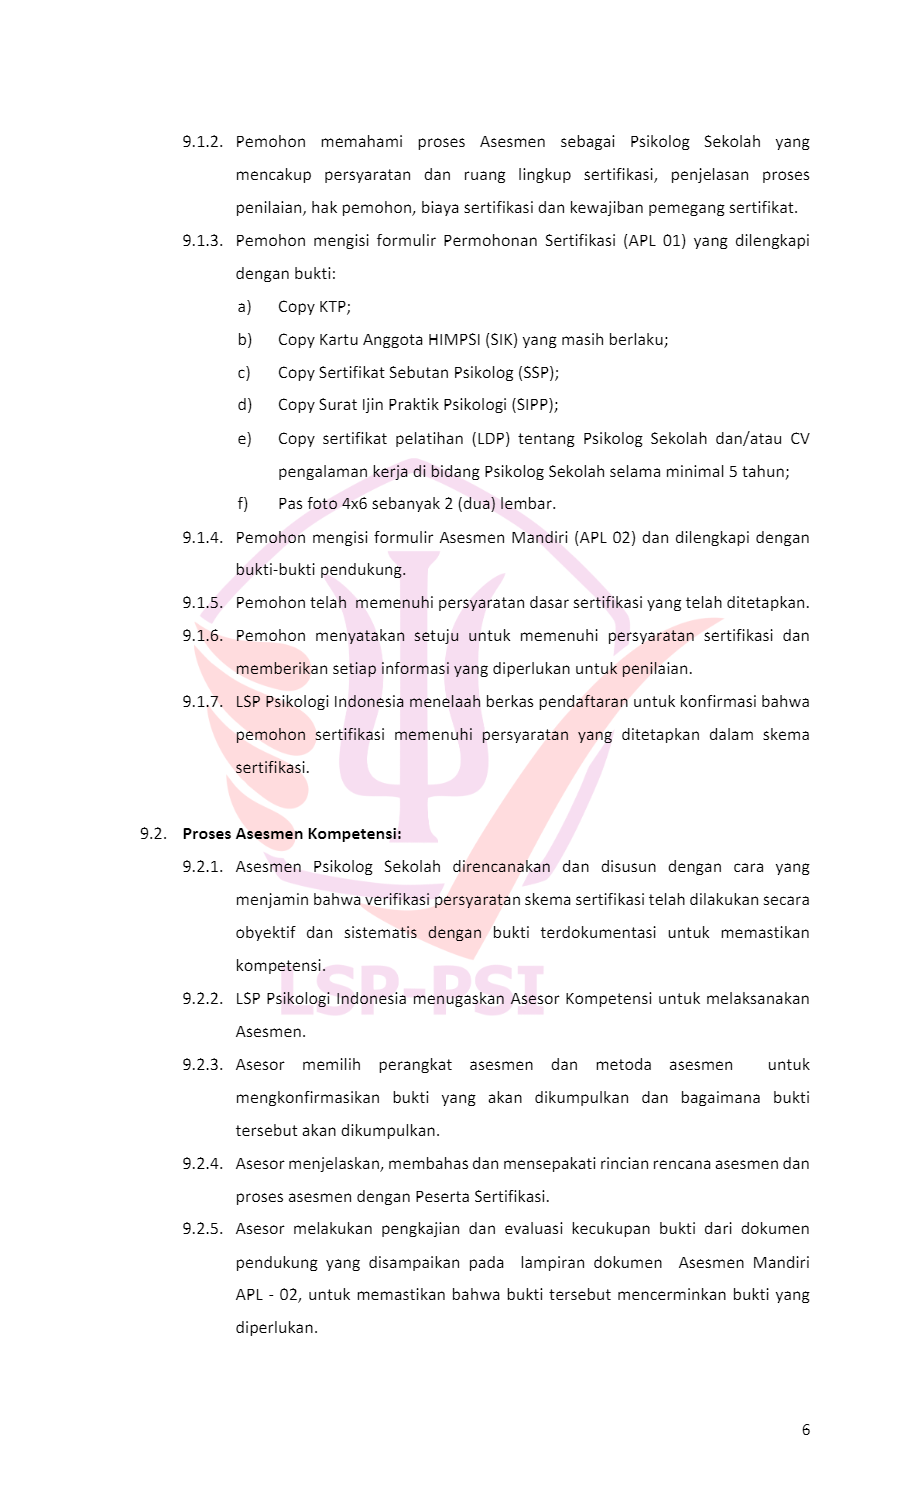 9.1.2. Pemohon memahami proses Asesmen sebagai Psikolog Sekolah yang
mencakup persyaratan dan ruang lingkup sertifikasi, penjelasan proses
penilaian, hak pemohon, biaya sertifikasi dan kewajiban pemegang sertifikat.
9.1.3. Pemohon mengisi formulir Permohonan Sertifikasi (APL 01) yang dilengkapi
dengan bukti:
a) Copy KTP;
b) Copy Kartu Anggota HIMPSI (SIK) yang masih berlaku;
c) Copy Sertifikat Sebutan Psikolog (SSP);
d) Copy Surat Ijin Praktik Psikologi (SIPP);
e) Copy sertifikat pelatihan (LDP) tentang Psikolog Sekolah dan/atau CV
pengalaman kerja di bidang Psikolog Sekolah selama minimal 5 tahun;
f) Pas foto 4x6 sebanyak 2 (dua) lembar.
9.1.4. Pemohon mengisi formulir Asesmen Mandiri (APL 02) dan dilengkapi dengan
bukti-bukti pendukung.
9.1.5. Pemohon telah memenuhi persyaratan dasar sertifikasi yang telah ditetapkan.
9.1.6. Pemohon menyatakan setuju untuk memenuhi persyaratan sertifikasi dan
memberikan setiap informasi yang diperlukan untuk penilaian.
9.1.7. LSP Psikologi Indonesia menelaah berkas pendaftaran untuk konfirmasi bahwa
pemohon sertifikasi memenuhi persyaratan yang ditetapkan dalam skema
sertifikasi.
9.2. Proses Asesmen Kompetensi:
9.2.1. Asesmen Psikolog Sekolah direncanakan dan disusun dengan cara yang
menjamin bahwa verifikasi persyaratan skema sertifikasi telah dilakukan secara
obyektif dan sistematis dengan bukti terdokumentasi untuk memastikan
kompetensi.
LSP-PSI
9.2.2. LSP Psikologi Indonesia menugaskan Asesor Kompetensi untuk melaksanakan
Asesmen.
9.2.3. Asesor memilih perangkat asesmen dan metoda asesmen untuk
mengkonfirmasikan bukti yang akan dikumpulkan dan bagaimana bukti
tersebut akan dikumpulkan.
9.2.4. Asesor menjelaskan, membahas dan mensepakati rincian rencana asesmen dan
proses asesmen dengan Peserta Sertifikasi.
9.2.5. Asesor melakukan pengkajian dan evaluasi kecukupan bukti dari dokumen
pendukung yang disampaikan pada lampiran dokumen Asesmen Mandiri
APL - 02, untuk memastikan bahwa bukti tersebut mencerminkan bukti yang
diperlukan.
6